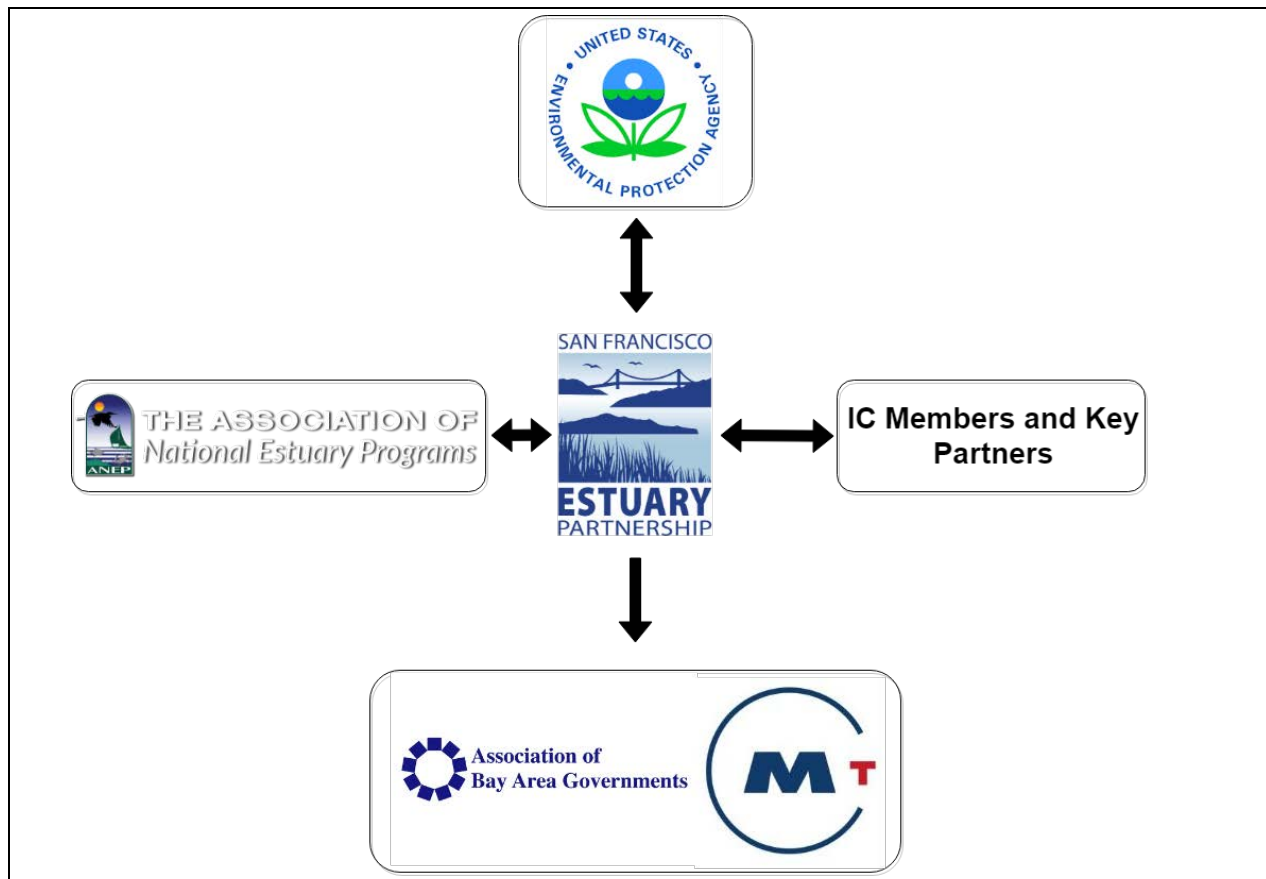 • UNITED STATES •
ENVIRONMENTAL PROTECTION AGENCY
SAN FRANCISCO
ESTUARY
PARTNERSHIP
ANEP
THE ASSOCIATION OF
National Estuary Programs
IC Members and Key
Partners
Association of
Bay Area Governments
M T